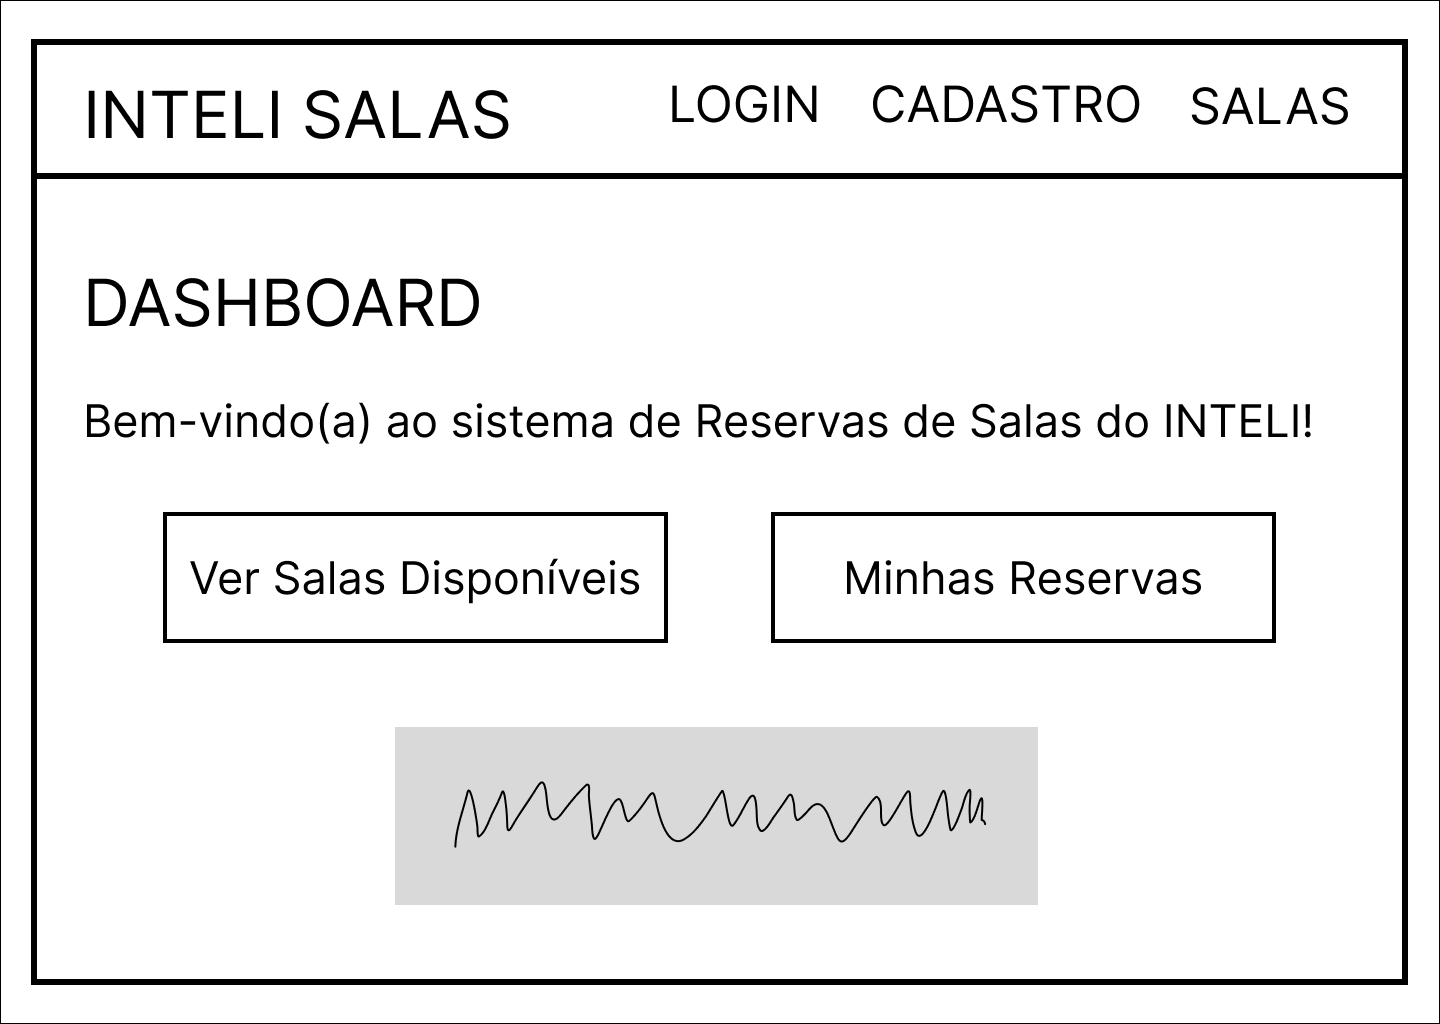 INTELI SALAS LOGIN CADASTRO SALAS
DASHBOARD
Bem-vindo(a) ao sistema de Reservas de Salas do INTELI!
Ver Salas Disponíveis Minhas Reservas